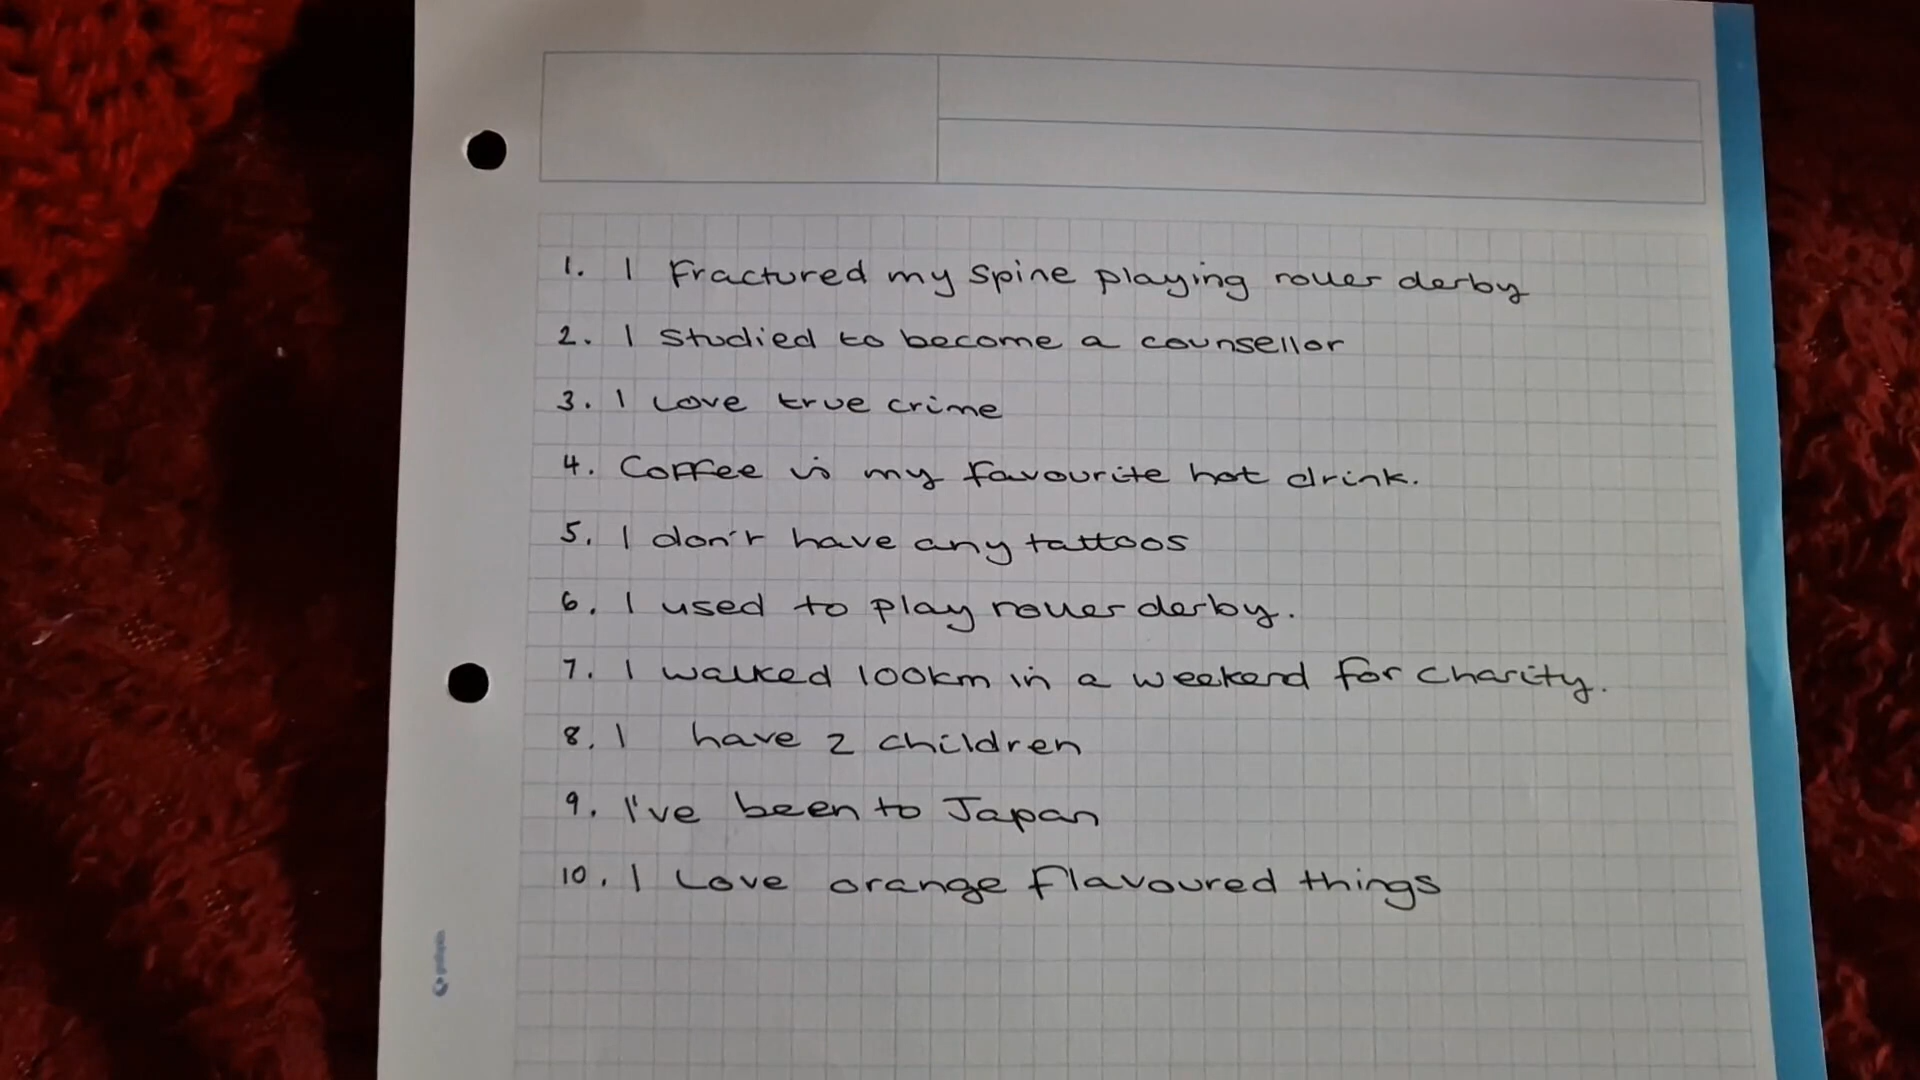 1. I Fractured my spine playing roller derby
2. I studied to become a counsellor
3. I Love true crime
4. Coffee is my favourite hot drink.
5. I don't have any tattoos
6. I used to play roller derby.
7. I walked 100km in a weekend for charity.
8. I have 2 children
9. I've been to Japan
10. I Love orange flavoured things